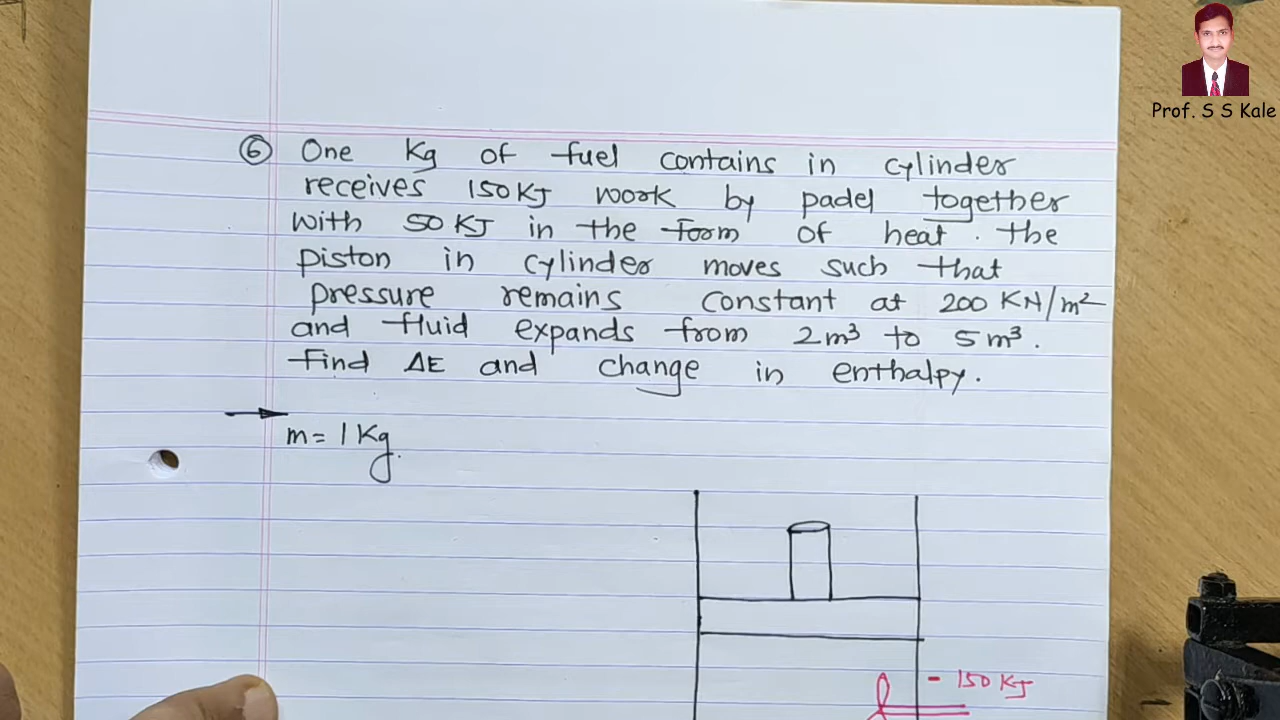 Prof. S S Kale
⑥ One Kg of fuel contains in cylinder
receives 150KJ work by padel together
with 50 KJ in the form of heat. the
piston in cylinder moves such that
pressure remains constant at 200 KN/m²
and fluid expands from 2m³ to 5m³.
find ΔE and change in enthalpy.
m = 1 Kg.
- 150 KJ